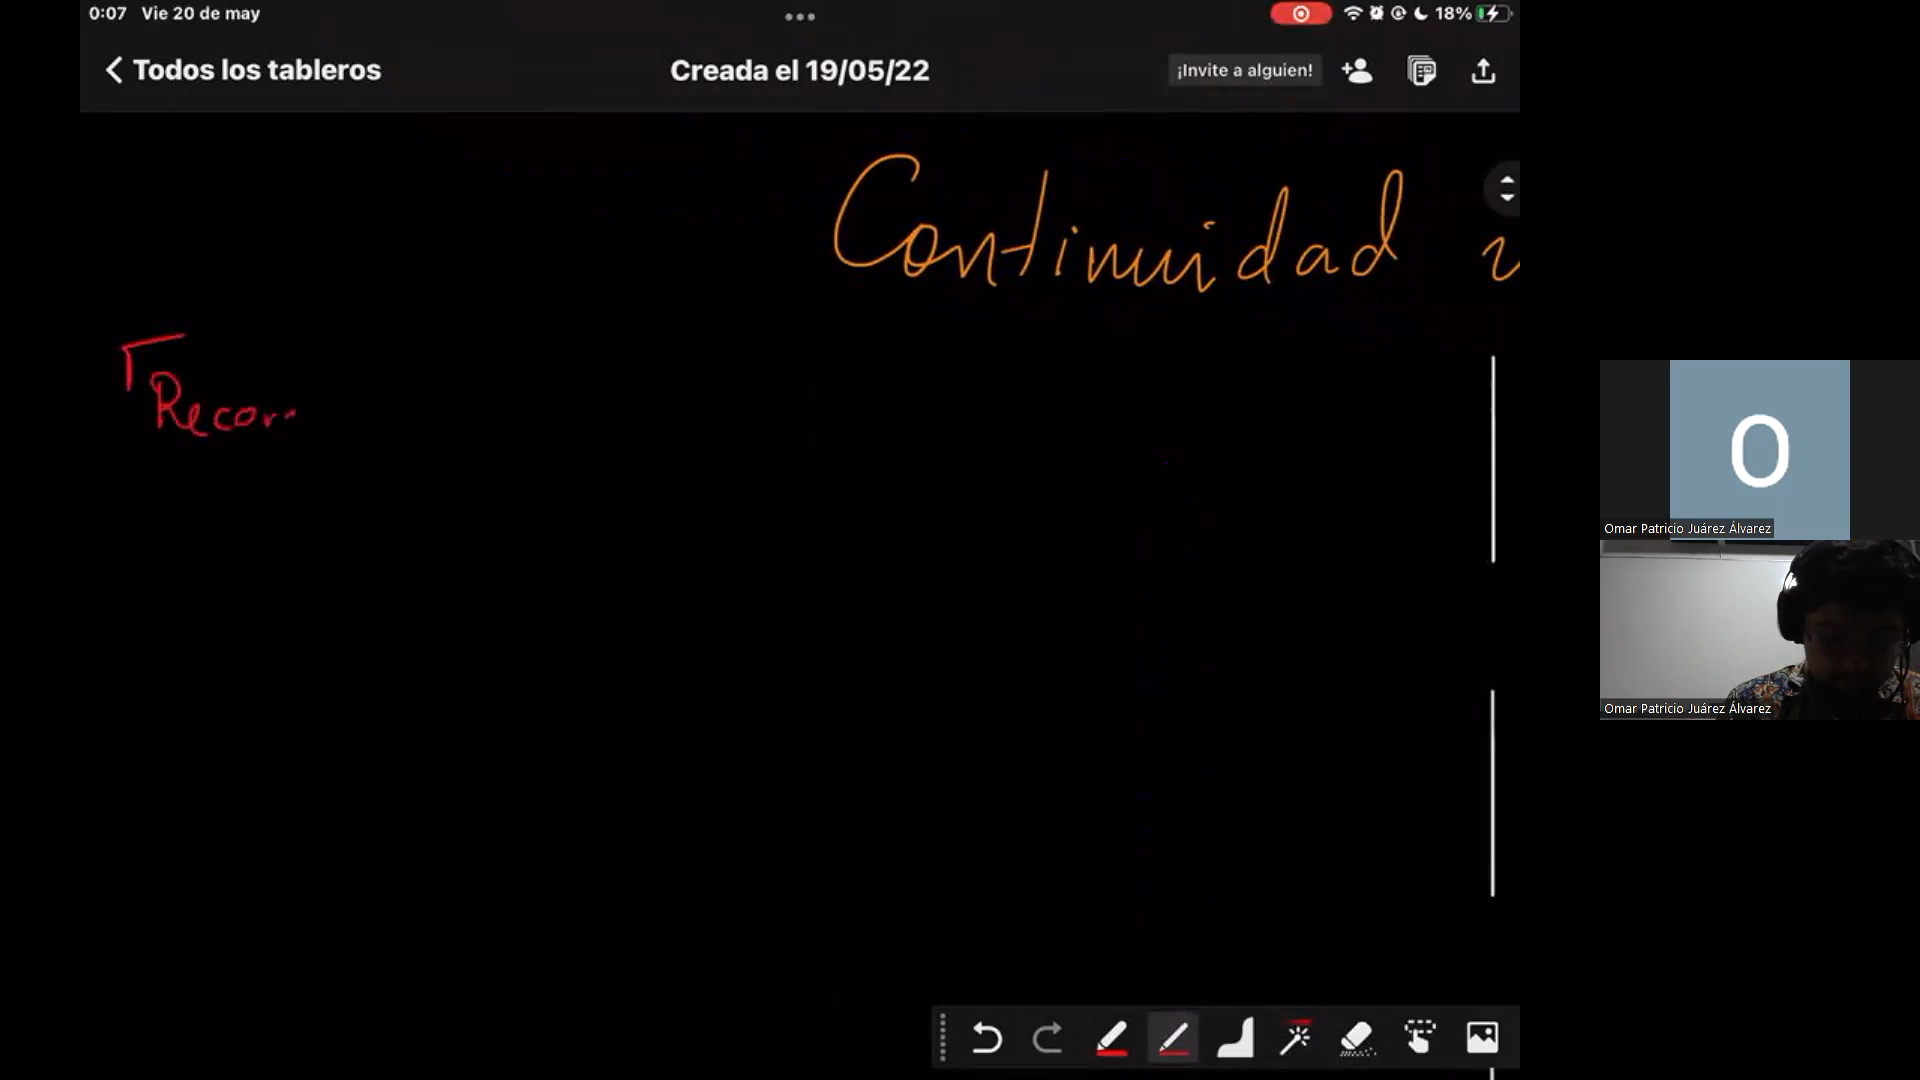 0:07 Vie 20 de may
18%
Todos los tableros
Creada el 19/05/22
¡Invite a alguien!
Continuidad
Recor
O
Omar Patricio Juárez Álvarez
Omar Patricio Juárez Álvarez